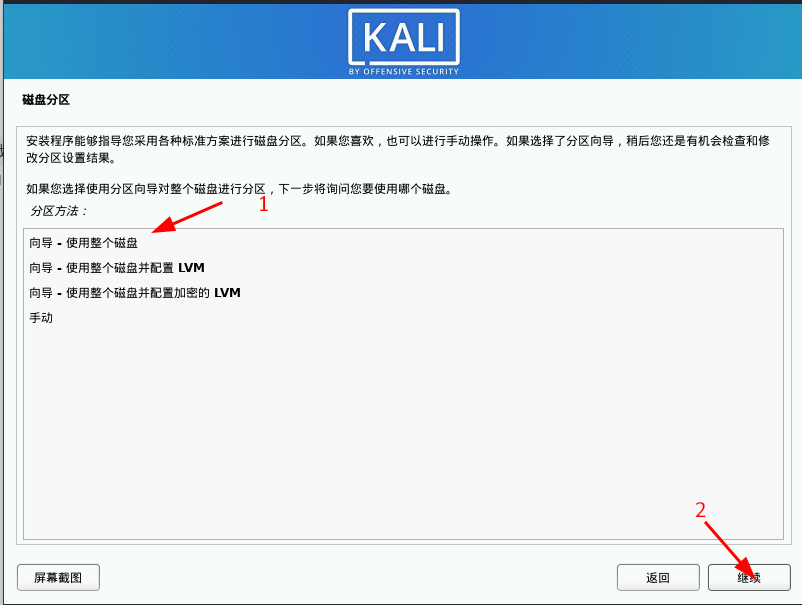 KALI
BY OFFENSIVE SECURITY
磁盘分区
安装程序能够指导您采用各种标准方案进行磁盘分区。如果您喜欢，也可以进行手动操作。如果选择了分区向导，稍后您还是有机会检查和修
改分区设置结果。
如果您选择使用分区向导对整个磁盘进行分区，下一步将询问您要使用哪个磁盘。
1
分区方法：
向导 - 使用整个磁盘
向导 - 使用整个磁盘并配置 LVM
向导 - 使用整个磁盘并配置加密的 LVM
手动
2
屏幕截图
返回
继续